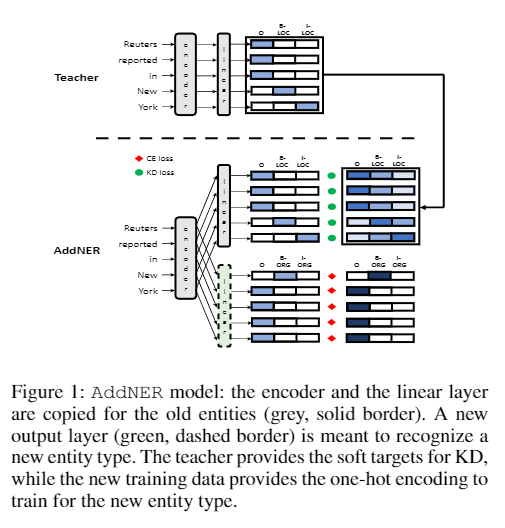 O B-LOC I-LOC
Reuters
reported
Teacher
in
New
York
encoder
linear
CE loss
KD loss
O B-LOC I-LOC
O B-LOC I-LOC
linear
Reuters
reported
AddNER
in
New
York
encoder
O B-ORG I-ORG
O B-ORG I-ORG
linear
Figure 1: AddNER model: the encoder and the linear layer
are copied for the old entities (grey, solid border). A new
output layer (green, dashed border) is meant to recognize a
new entity type. The teacher provides the soft targets for KD,
while the new training data provides the one-hot encoding to
train for the new entity type.